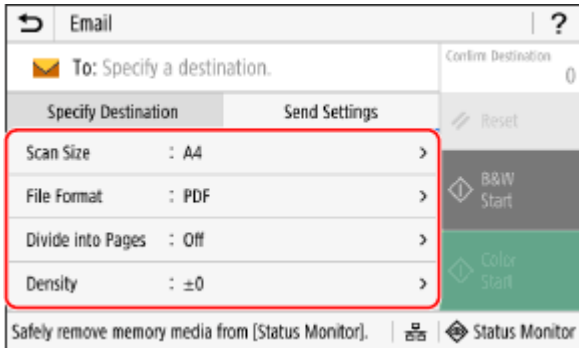 Email
?
To: Specify a destination.
Confirm Destination
0
Specify Destination
Send Settings
Reset
Scan Size : A4
File Format : PDF
Divide into Pages : Off
Density : ±0
B&W
Start
Color
Start
Safely remove memory media from [Status Monitor].
Status Monitor